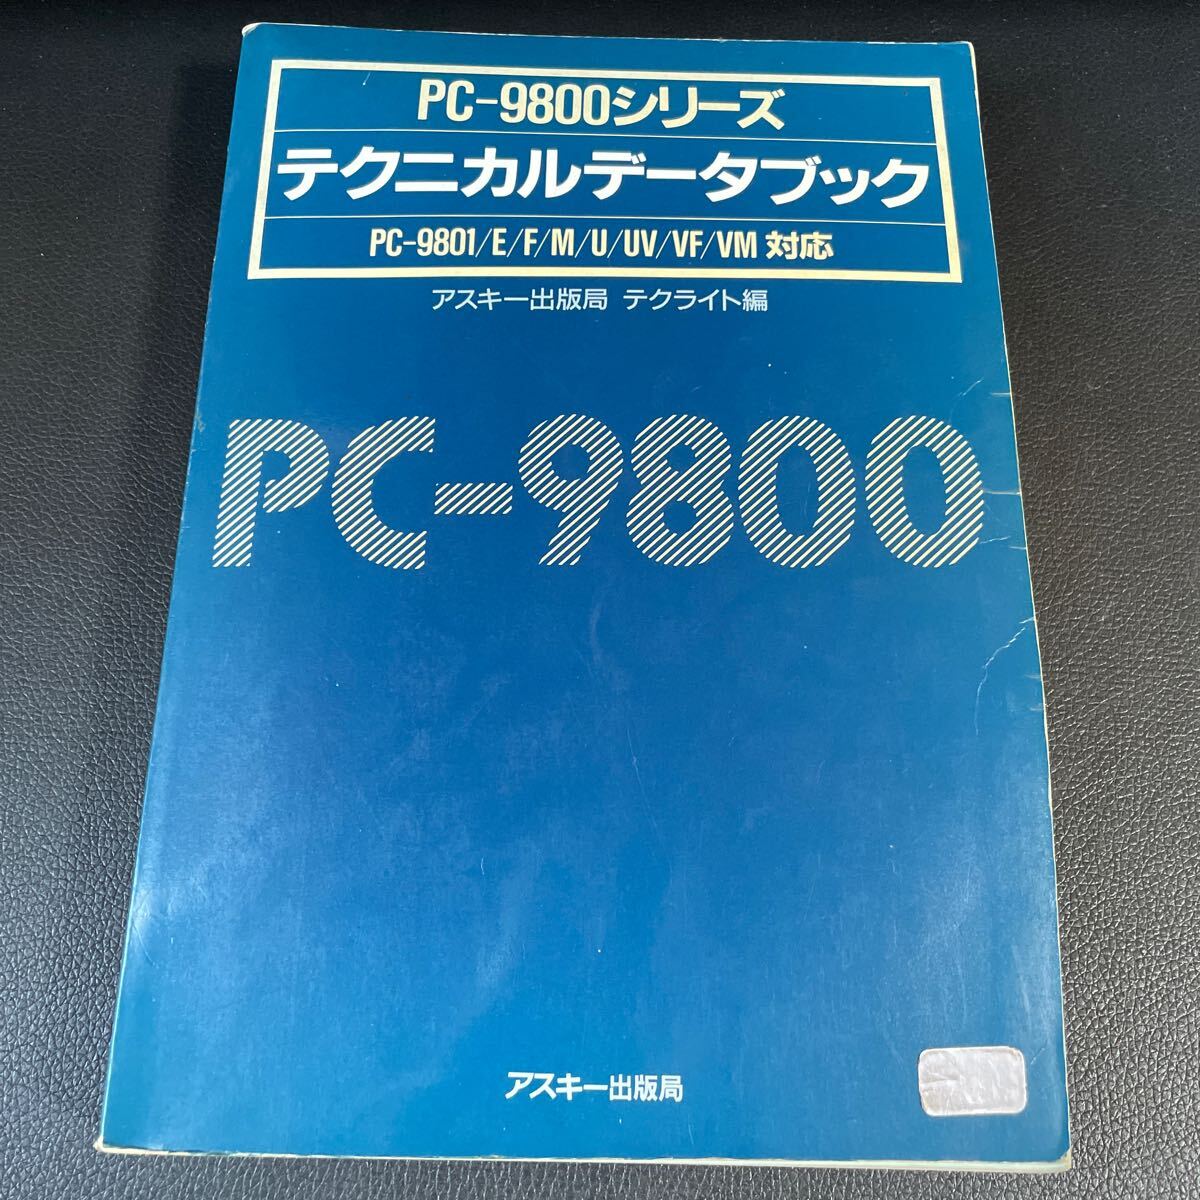 PC-9800シリーズ
テクニカルデータブック
PC-9801/E/F/M/U/UV/VF/VM 対応
アスキー出版局 テクライト編
PC-9800
アスキー出版局